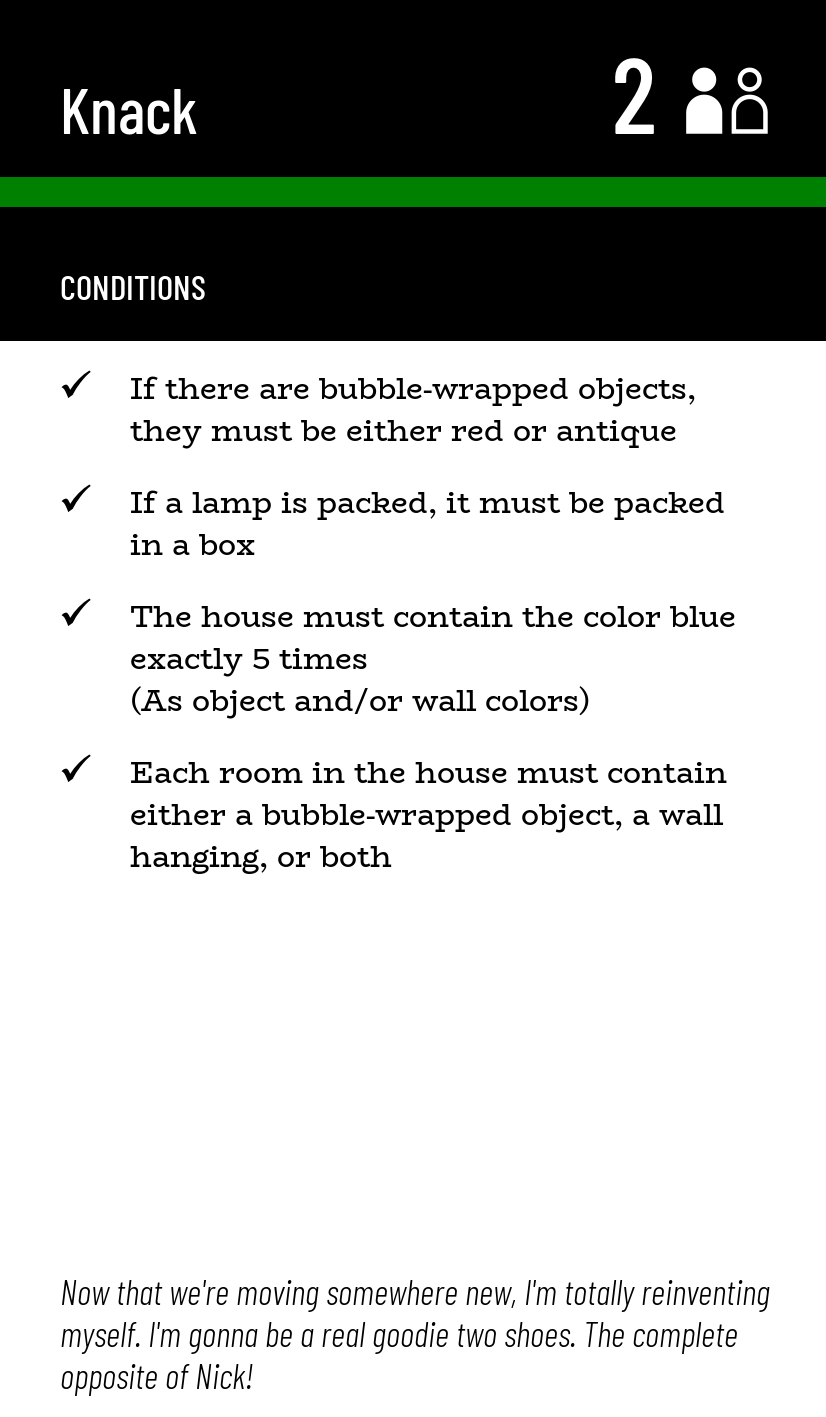 Knack
2
CONDITIONS
✓ If there are bubble-wrapped objects,
they must be either red or antique
✓ If a lamp is packed, it must be packed
in a box
✓ The house must contain the color blue
exactly 5 times
(As object and/or wall colors)
✓ Each room in the house must contain
either a bubble-wrapped object, a wall
hanging, or both
Now that we're moving somewhere new, I'm totally reinventing
myself. I'm gonna be a real goodie two shoes. The complete
opposite of Nick!